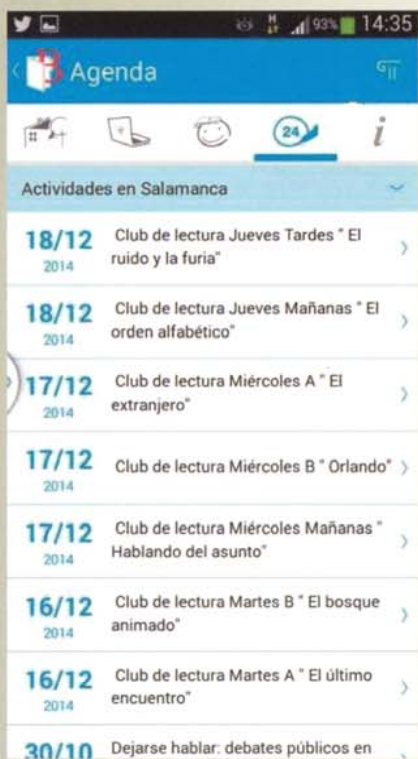 93% 14:35
Agenda
24
i
Actividades en Salamanca
18/12 Club de lectura Jueves Tardes " El
2014 ruido y la furia"
18/12 Club de lectura Jueves Mañanas " El
2014 orden alfabético"
17/12 Club de lectura Miércoles A " El
2014 extranjero"
17/12 Club de lectura Miércoles B " Orlando"
2014
17/12 Club de lectura Miércoles Mañanas "
2014 Hablando del asunto"
16/12 Club de lectura Martes B " El bosque
2014 animado"
16/12 Club de lectura Martes A " El último
2014 encuentro"
30/10 Dejarse hablar: debates públicos en